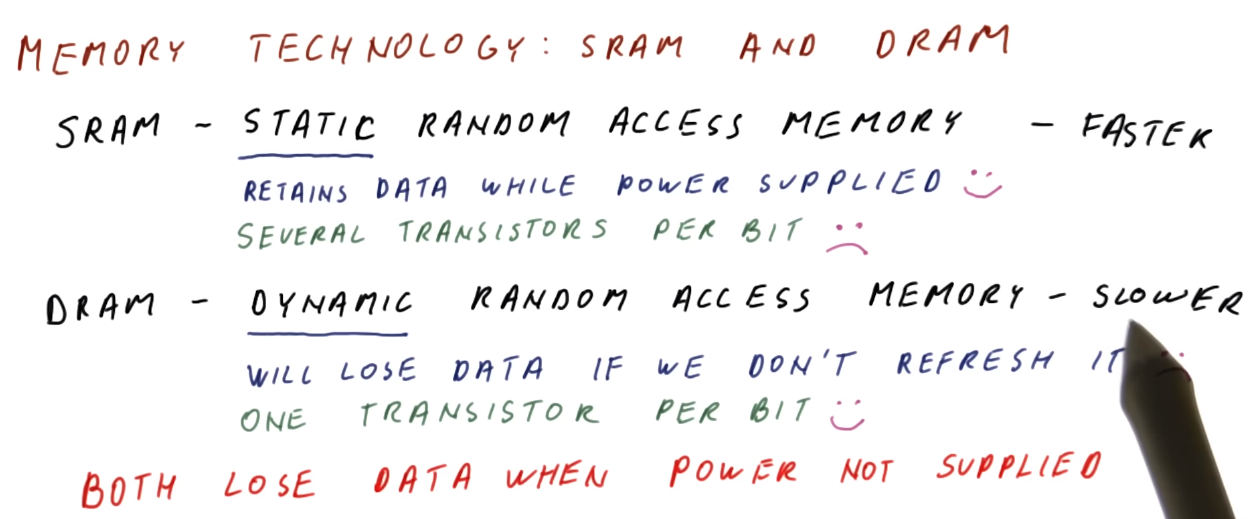 MEMORY TECHNOLOGY: SRAM AND DRAM
SRAM - STATIC RANDOM ACCESS MEMORY - FASTER
RETAINS DATA WHILE POWER SUPPLIED
SEVERAL TRANSISTORS PER BIT
DRAM - DYNAMIC RANDOM ACCESS MEMORY - SLOWER
WILL LOSE DATA IF WE DON'T REFRESH IT
ONE TRANSISTOR PER BIT
BOTH LOSE DATA WHEN POWER NOT SUPPLIED